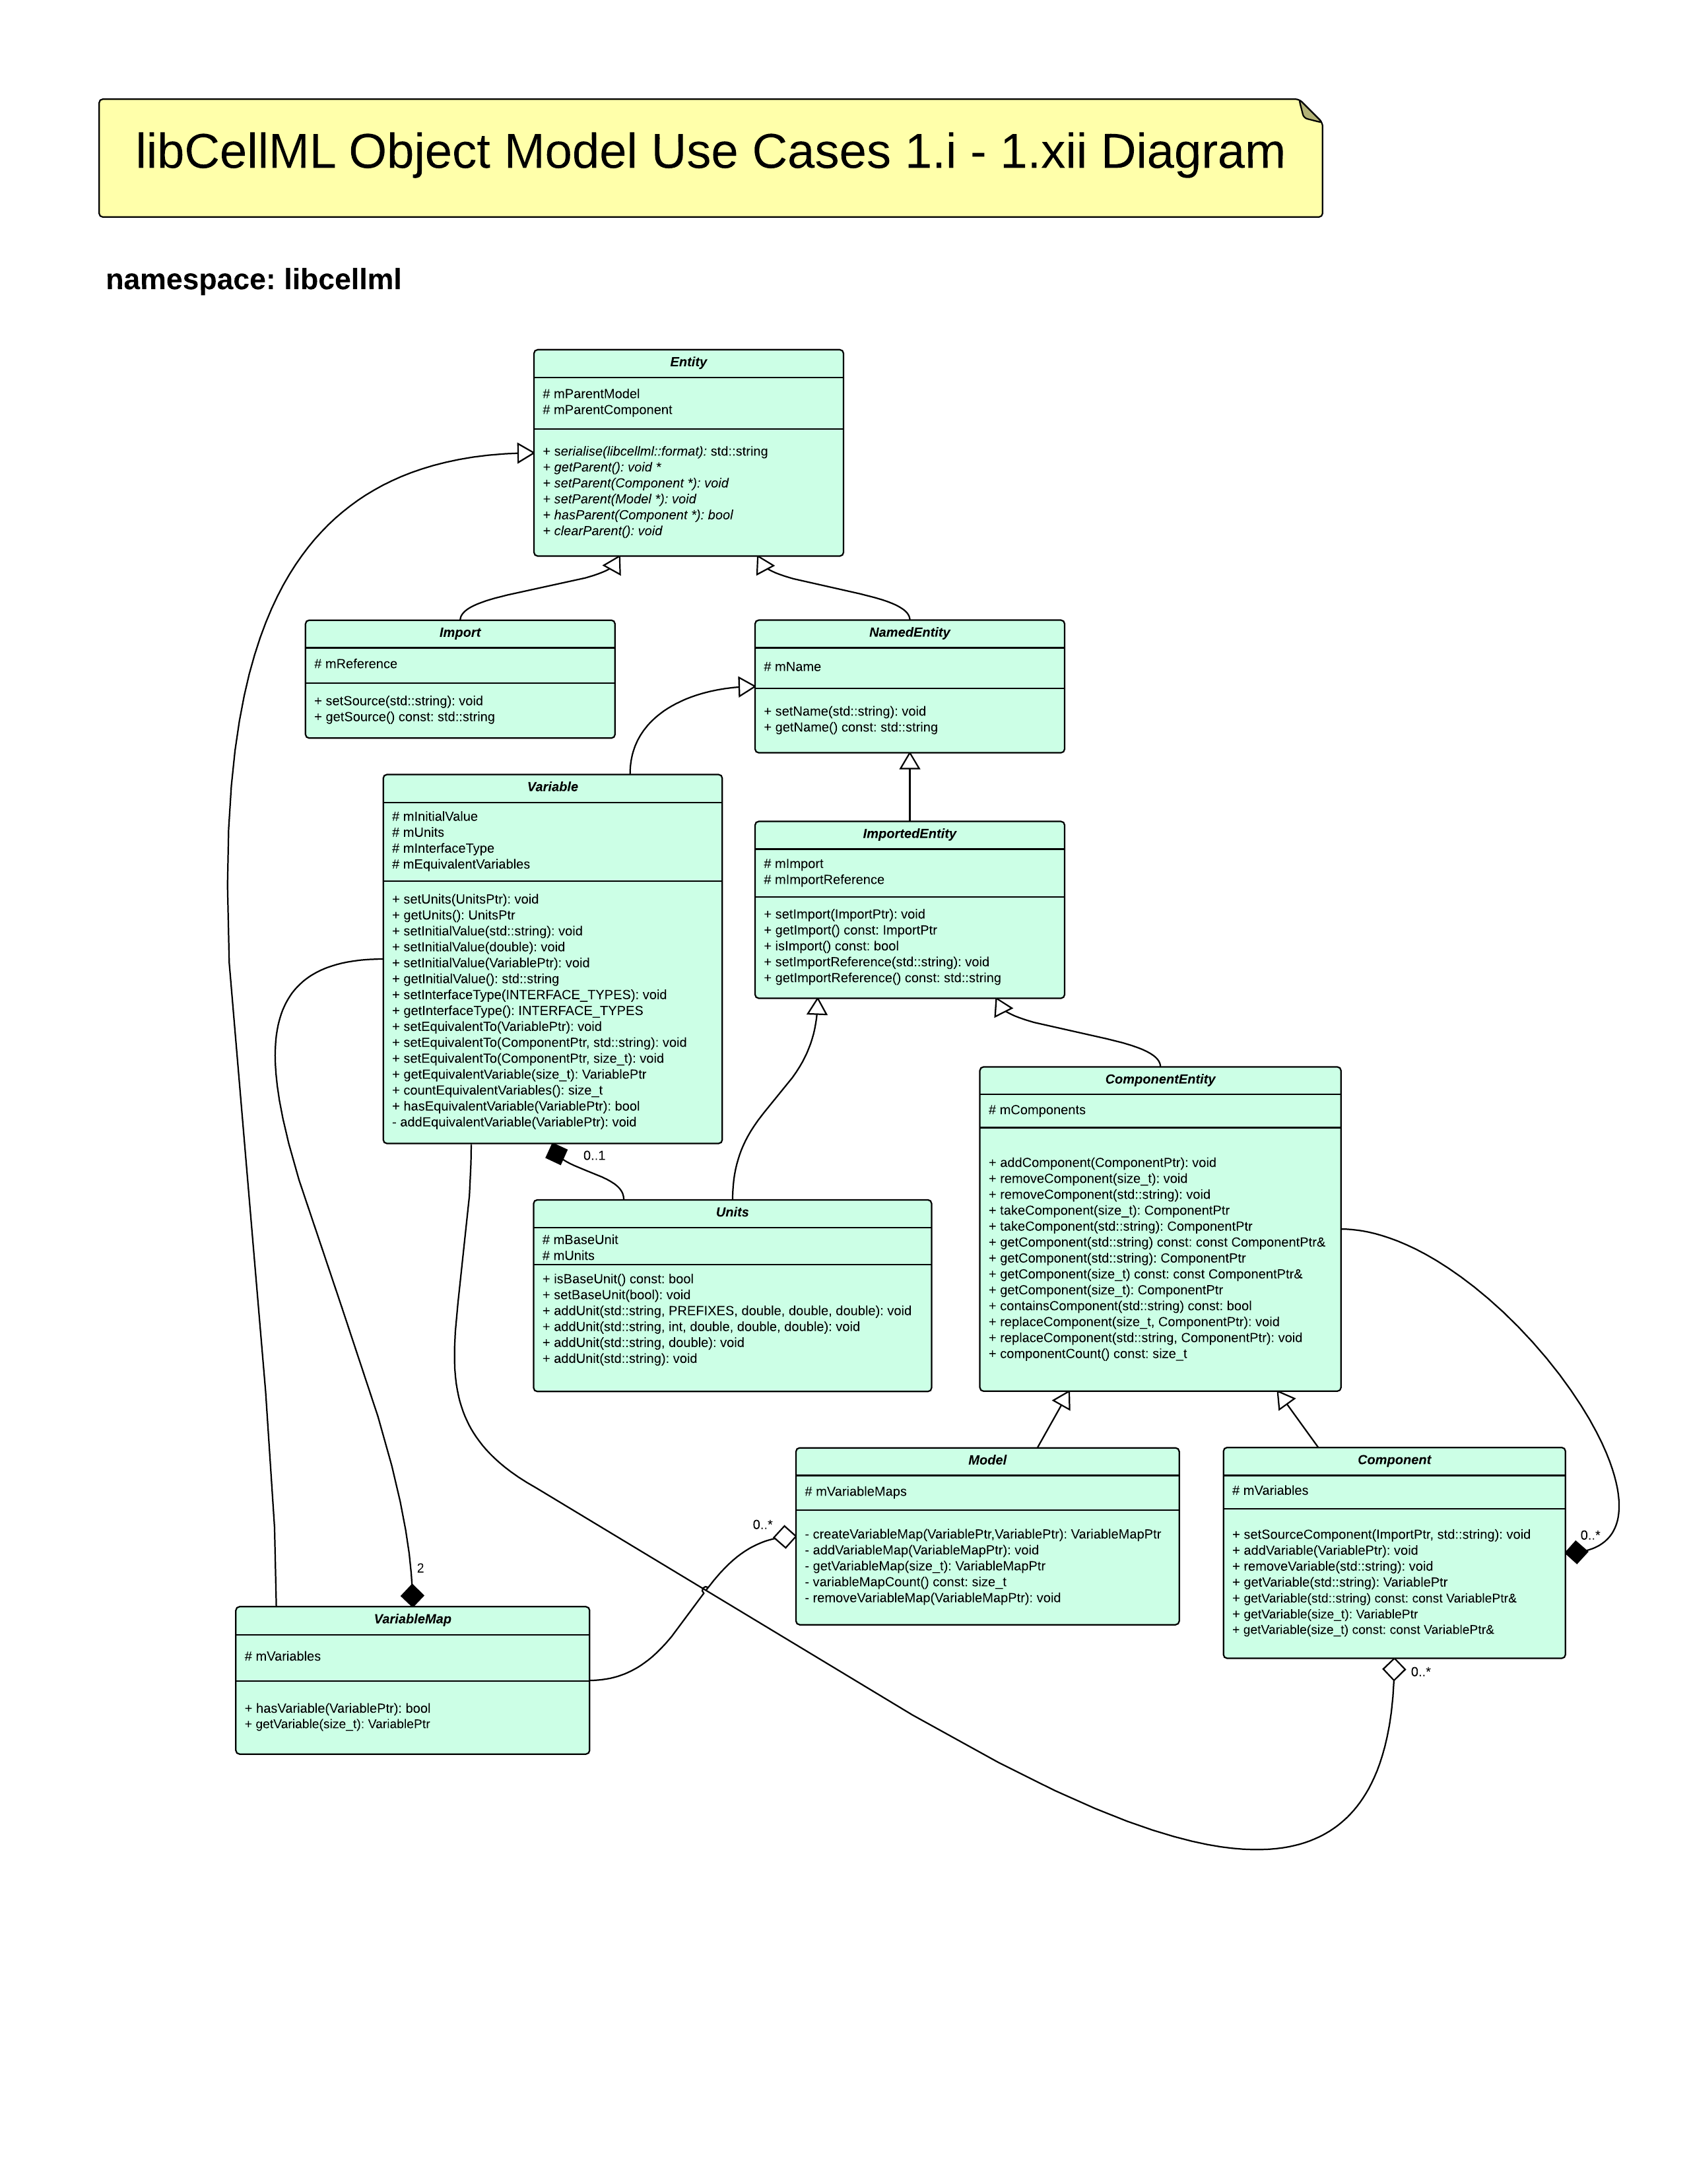 libCellML Object Model Use Cases 1.i - 1.xii Diagram
namespace: libcellml
Entity
# mParentModel
# mParentComponent
+ serialise(libcellml::format): std::string
+ getParent(): void *
+ setParent(Component *): void
+ setParent(Model *): void
+ hasParent(Component *): bool
+ clearParent(): void
Import
# mReference
+ setSource(std::string): void
+ getSource() const: std::string
NamedEntity
# mName
+ setName(std::string): void
+ getName() const: std::string
Variable
# mInitialValue
# mUnits
# mInterfaceType
# mEquivalentVariables
+ setUnits(UnitsPtr): void
+ getUnits(): UnitsPtr
+ setInitialValue(std::string): void
+ setInitialValue(double): void
+ setInitialValue(VariablePtr): void
+ getInitialValue(): std::string
+ setInterfaceType(INTERFACE_TYPES): void
+ getInterfaceType(): INTERFACE_TYPES
+ setEquivalentTo(VariablePtr): void
+ setEquivalentTo(ComponentPtr, std::string): void
+ setEquivalentTo(ComponentPtr, size_t): void
+ getEquivalentVariable(size_t): VariablePtr
+ countEquivalentVariables(): size_t
+ hasEquivalentVariable(VariablePtr): bool
- addEquivalentVariable(VariablePtr): void
ImportedEntity
# mImport
# mImportReference
+ setImport(ImportPtr): void
+ getImport() const: ImportPtr
+ isImport() const: bool
+ setImportReference(std::string): void
+ getImportReference() const: std::string
ComponentEntity
# mComponents
+ addComponent(ComponentPtr): void
+ removeComponent(size_t): void
+ removeComponent(std::string): void
+ takeComponent(size_t): ComponentPtr
+ takeComponent(std::string): ComponentPtr
+ getComponent(std::string) const: const ComponentPtr&
+ getComponent(std::string): ComponentPtr
+ getComponent(size_t) const: const ComponentPtr&
+ getComponent(size_t): ComponentPtr
+ containsComponent(std::string) const: bool
+ replaceComponent(size_t, ComponentPtr): void
+ replaceComponent(std::string, ComponentPtr): void
+ componentCount() const: size_t
0..1
Units
# mBaseUnit
# mUnits
+ isBaseUnit() const: bool
+ setBaseUnit(bool): void
+ addUnit(std::string, PREFIXES, double, double, double): void
+ addUnit(std::string, int, double, double, double): void
+ addUnit(std::string, double): void
+ addUnit(std::string): void
Model
# mVariableMaps
- createVariableMap(VariablePtr,VariablePtr): VariableMapPtr
- addVariableMap(VariableMapPtr): void
- getVariableMap(size_t): VariableMapPtr
- variableMapCount() const: size_t
- removeVariableMap(VariableMapPtr): void
0..*
Component
# mVariables
+ setSourceComponent(ImportPtr, std::string): void
+ addVariable(VariablePtr): void
+ removeVariable(std::string): void
+ getVariable(std::string): VariablePtr
+ getVariable(std::string) const: const VariablePtr&
+ getVariable(size_t): VariablePtr
+ getVariable(size_t) const: const VariablePtr&
0..*
0..*
2
VariableMap
# mVariables
+ hasVariable(VariablePtr): bool
+ getVariable(size_t): VariablePtr